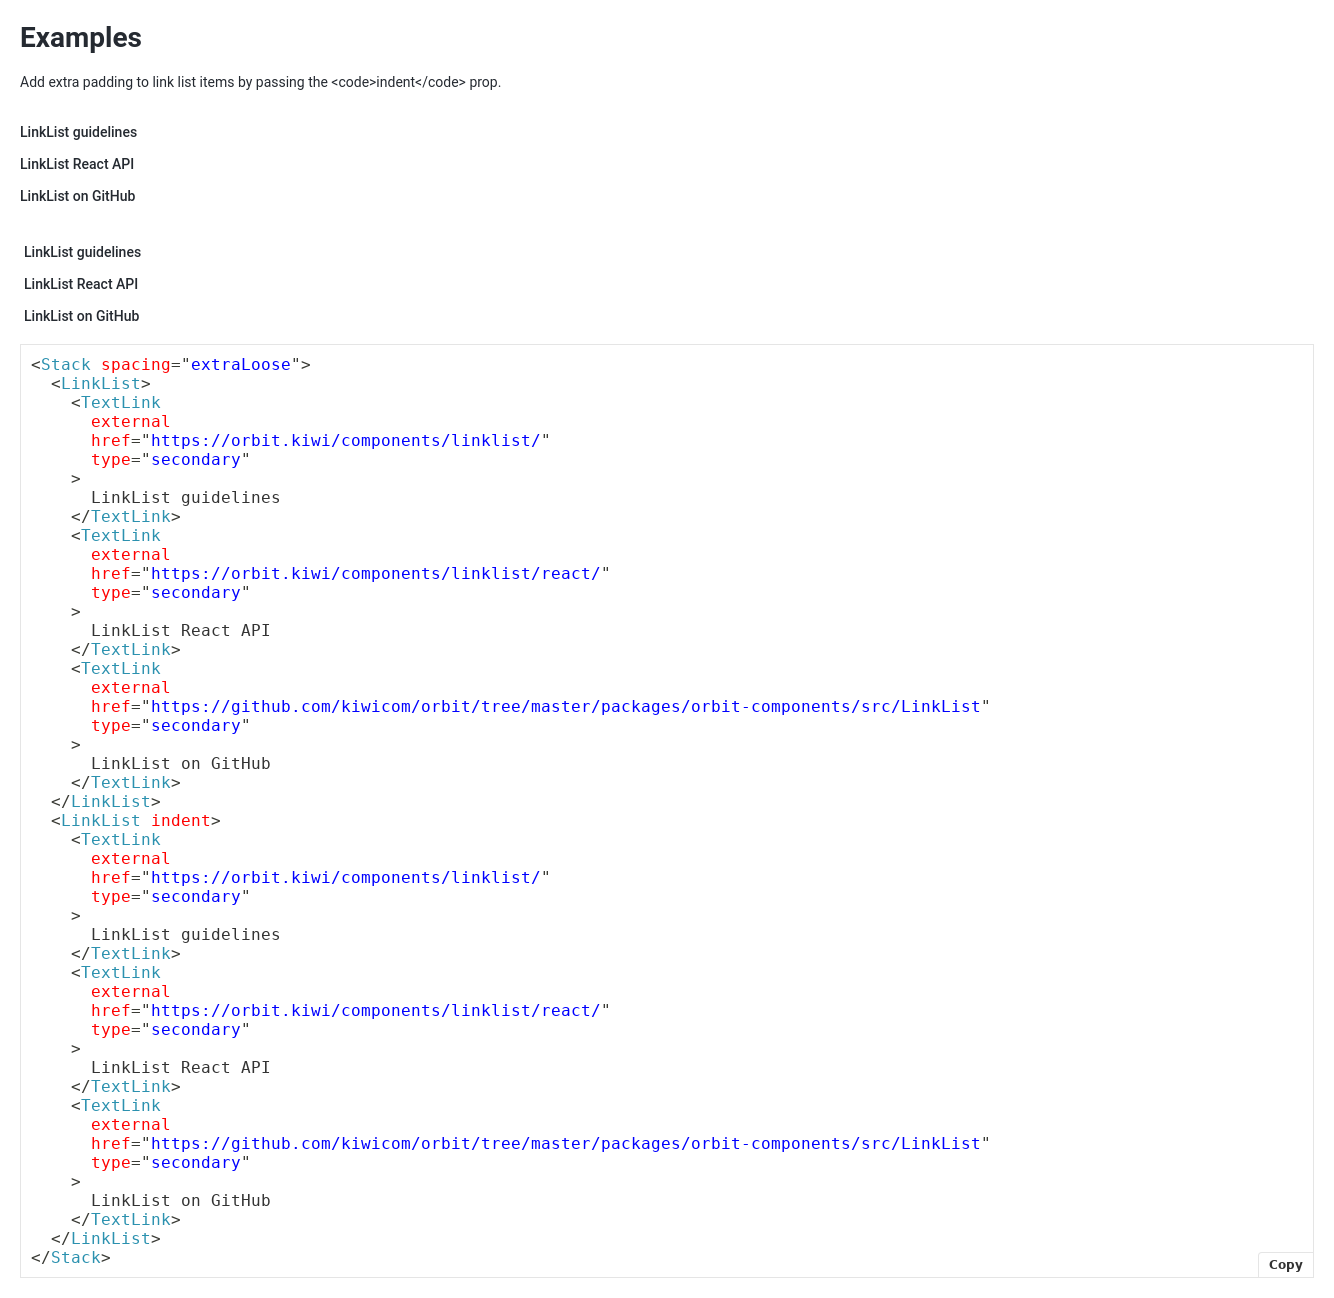 Examples
Add extra padding to link list items by passing the <code>indent</code> prop.
LinkList guidelines
LinkList React API
LinkList on GitHub
LinkList guidelines
LinkList React API
LinkList on GitHub
<Stack spacing="extraLoose">
  <LinkList>
    <TextLink
      external
      href="https://orbit.kiwi/components/linklist/"
      type="secondary"
    >
      LinkList guidelines
    </TextLink>
    <TextLink
      external
      href="https://orbit.kiwi/components/linklist/react/"
      type="secondary"
    >
      LinkList React API
    </TextLink>
    <TextLink
      external
      href="https://github.com/kiwicom/orbit/tree/master/packages/orbit-components/src/LinkList"
      type="secondary"
    >
      LinkList on GitHub
    </TextLink>
  </LinkList>
  <LinkList indent>
    <TextLink
      external
      href="https://orbit.kiwi/components/linklist/"
      type="secondary"
    >
      LinkList guidelines
    </TextLink>
    <TextLink
      external
      href="https://orbit.kiwi/components/linklist/react/"
      type="secondary"
    >
      LinkList React API
    </TextLink>
    <TextLink
      external
      href="https://github.com/kiwicom/orbit/tree/master/packages/orbit-components/src/LinkList"
      type="secondary"
    >
      LinkList on GitHub
    </TextLink>
  </LinkList>
</Stack>
Copy